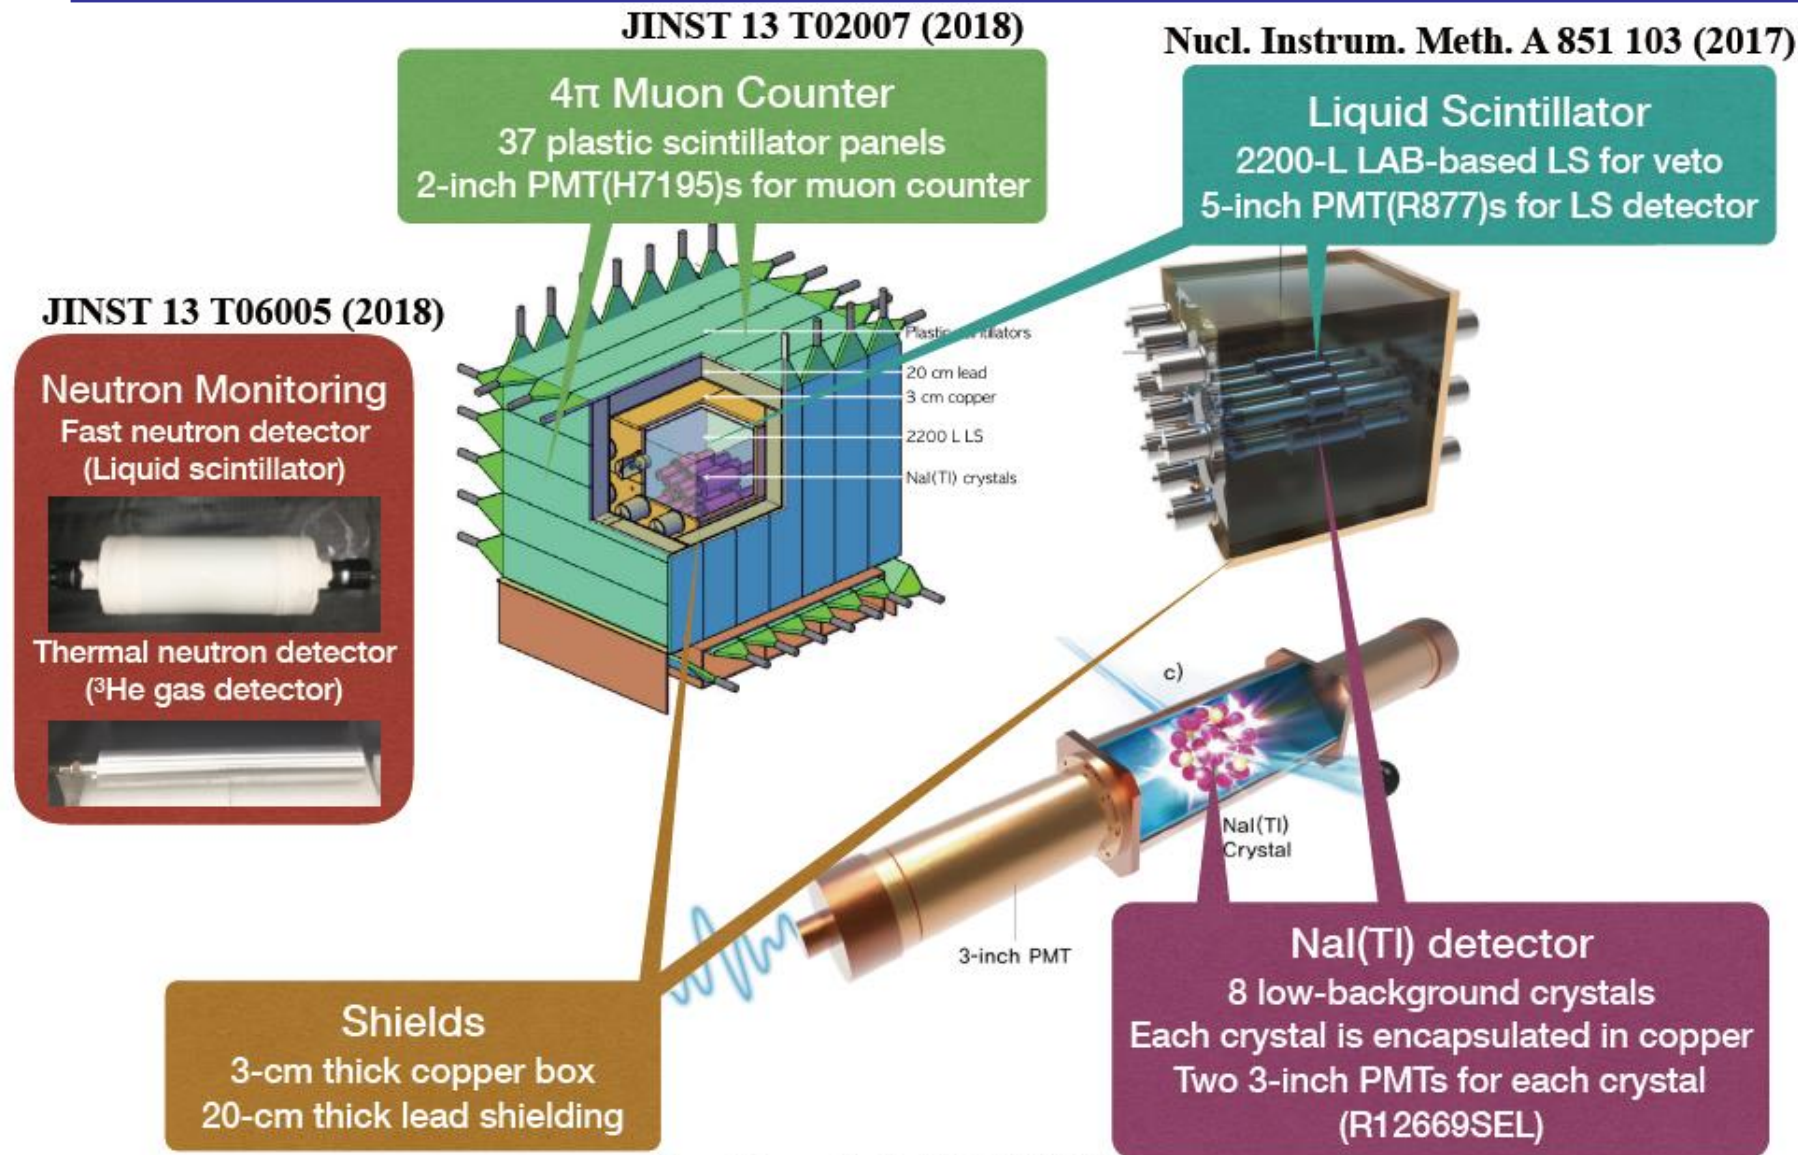 JINST 13 T02007 (2018)
Nucl. Instrum. Meth. A 851 103 (2017)
4π Muon Counter
37 plastic scintillator panels
2-inch PMT(H7195)s for muon counter
Liquid Scintillator
2200-L LAB-based LS for veto
5-inch PMT(R877)s for LS detector
JINST 13 T06005 (2018)
Neutron Monitoring
Fast neutron detector
(Liquid scintillator)
Thermal neutron detector
(³He gas detector)
20 cm lead
3 cm copper
2200 L LS
NaI(Tl) crystals
c)
NaI(Tl)
Crystal
3-inch PMT
Shields
3-cm thick copper box
20-cm thick lead shielding
NaI(Tl) detector
8 low-background crystals
Each crystal is encapsulated in copper
Two 3-inch PMTs for each crystal
(R12669SEL)